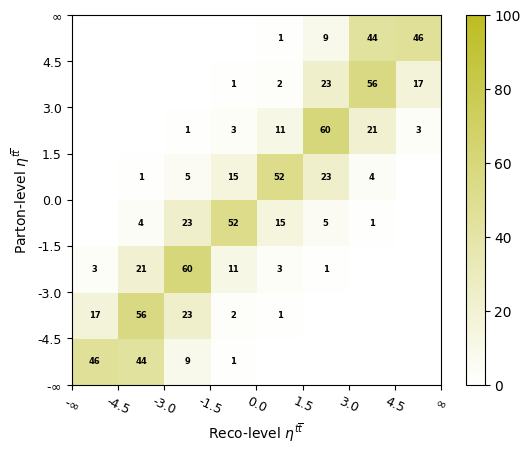 ∞
4.5
3.0
1.5
0.0
-1.5
-3.0
-4.5
-∞
Parton-level η^{tt̅}
1 9 44 46
1 2 23 56 17
1 3 11 60 21 3
1 5 15 52 23 4
4 23 52 15 5 1
3 21 60 11 3 1
17 56 23 2 1
46 44 9 1
-∞ -4.5 -3.0 -1.5 0.0 1.5 3.0 4.5 ∞
Reco-level η^{tt̅}
100
80
60
40
20
0